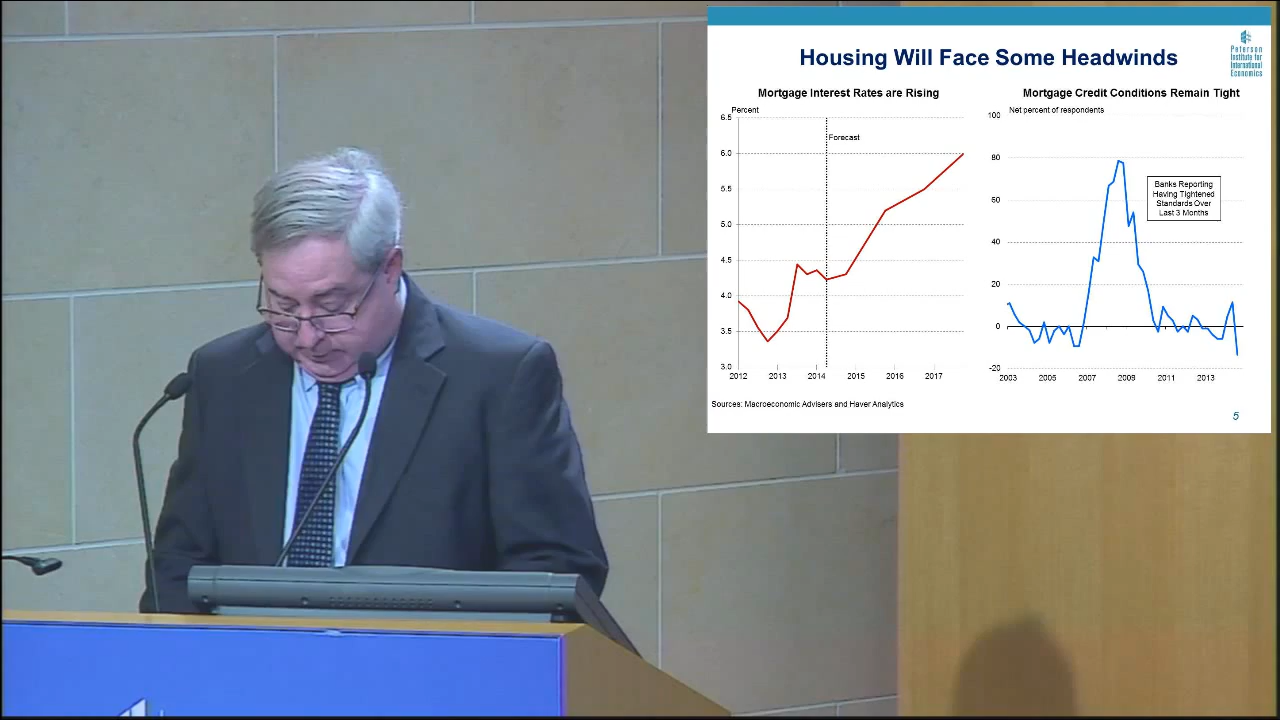 Housing Will Face Some Headwinds
Peterson
Institute for
International
Economics
Mortgage Interest Rates are Rising
Percent
6.5
6.0
5.5
5.0
4.5
4.0
3.5
3.0
Forecast
2012 2013 2014 2015 2016 2017
Mortgage Credit Conditions Remain Tight
Net percent of respondents
100
80
60
40
20
0
-20
Banks Reporting
Having Tightened
Standards Over
Last 3 Months
2003 2005 2007 2009 2011 2013
Sources: Macroeconomic Advisers and Haver Analytics
5